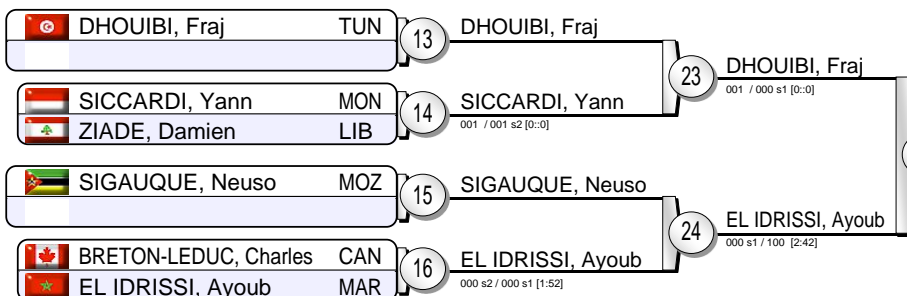 DHOUIBI, Fraj TUN
13
DHOUIBI, Fraj
SICCARDI, Yann MON
ZIADE, Damien LIB
14
SICCARDI, Yann
001 / 001 s2 [0::0]
23
DHOUIBI, Fraj
001 / 000 s1 [0::0]
SIGAUQUE, Neuso MOZ
15
SIGAUQUE, Neuso
BRETON-LEDUC, Charles CAN
EL IDRISSI, Ayoub MAR
16
EL IDRISSI, Ayoub
000 s2 / 000 s1 [1:52]
24
EL IDRISSI, Ayoub
000 s1 / 100 [2:42]